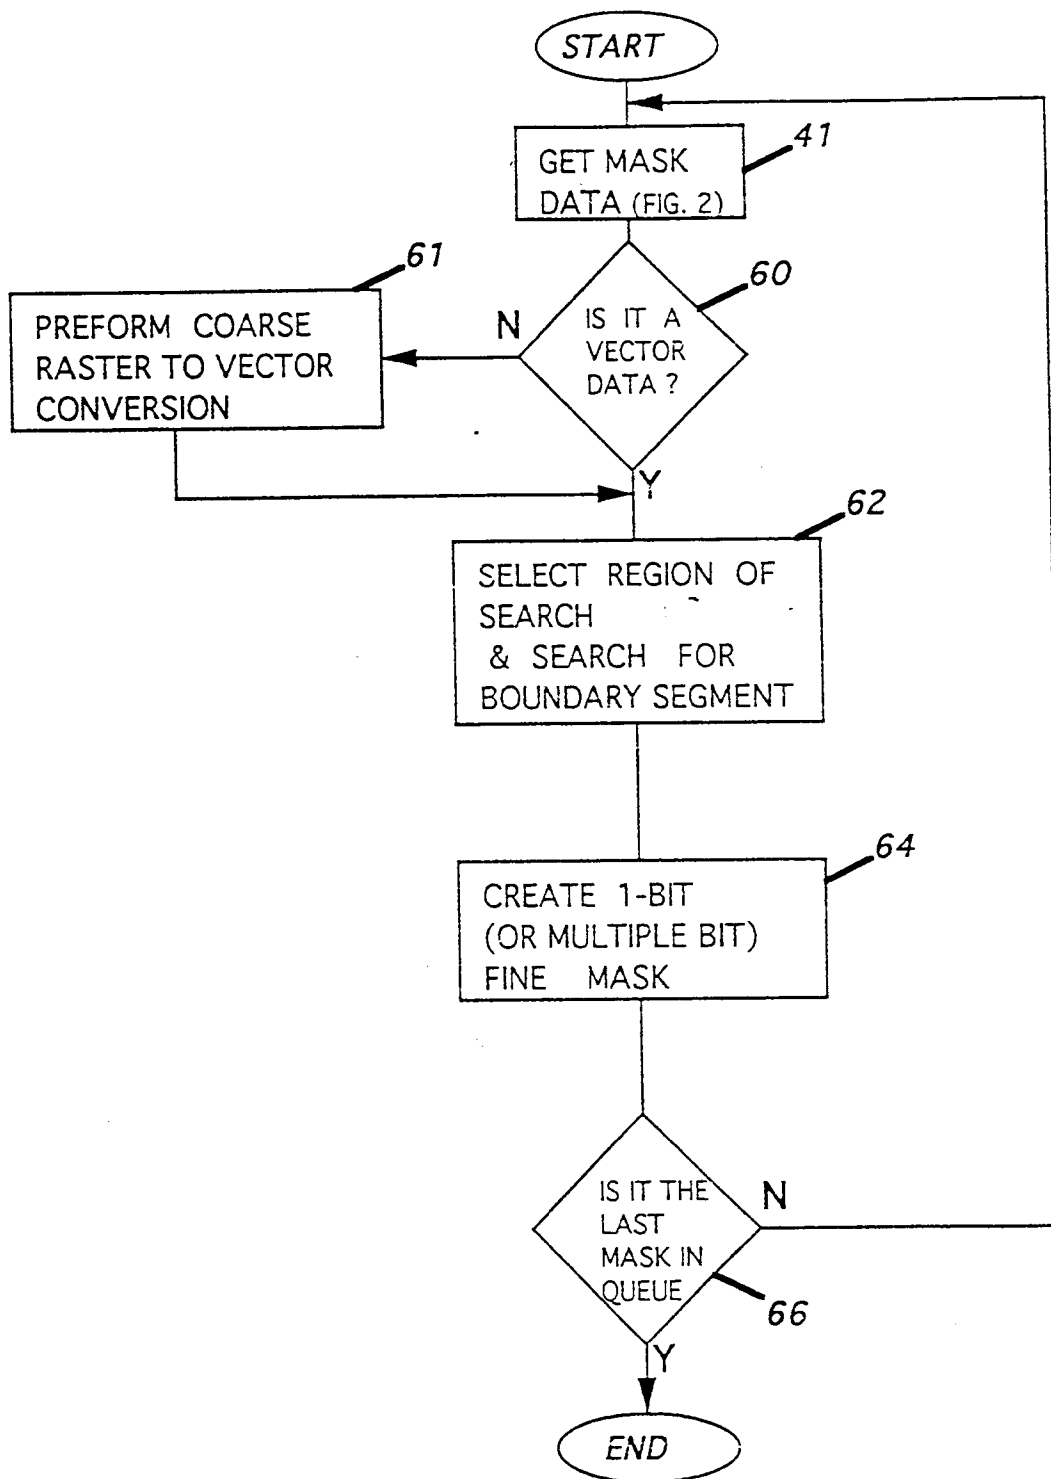 START
GET MASK
DATA (FIG. 2)
41
61
60
PREFORM COARSE
RASTER TO VECTOR
CONVERSION
N
IS IT A
VECTOR
DATA ?
Y
62
SELECT REGION OF
SEARCH
& SEARCH FOR
BOUNDARY SEGMENT
64
CREATE 1-BIT
(OR MULTIPLE BIT)
FINE MASK
IS IT THE
LAST
MASK IN
QUEUE
N
66
Y
END